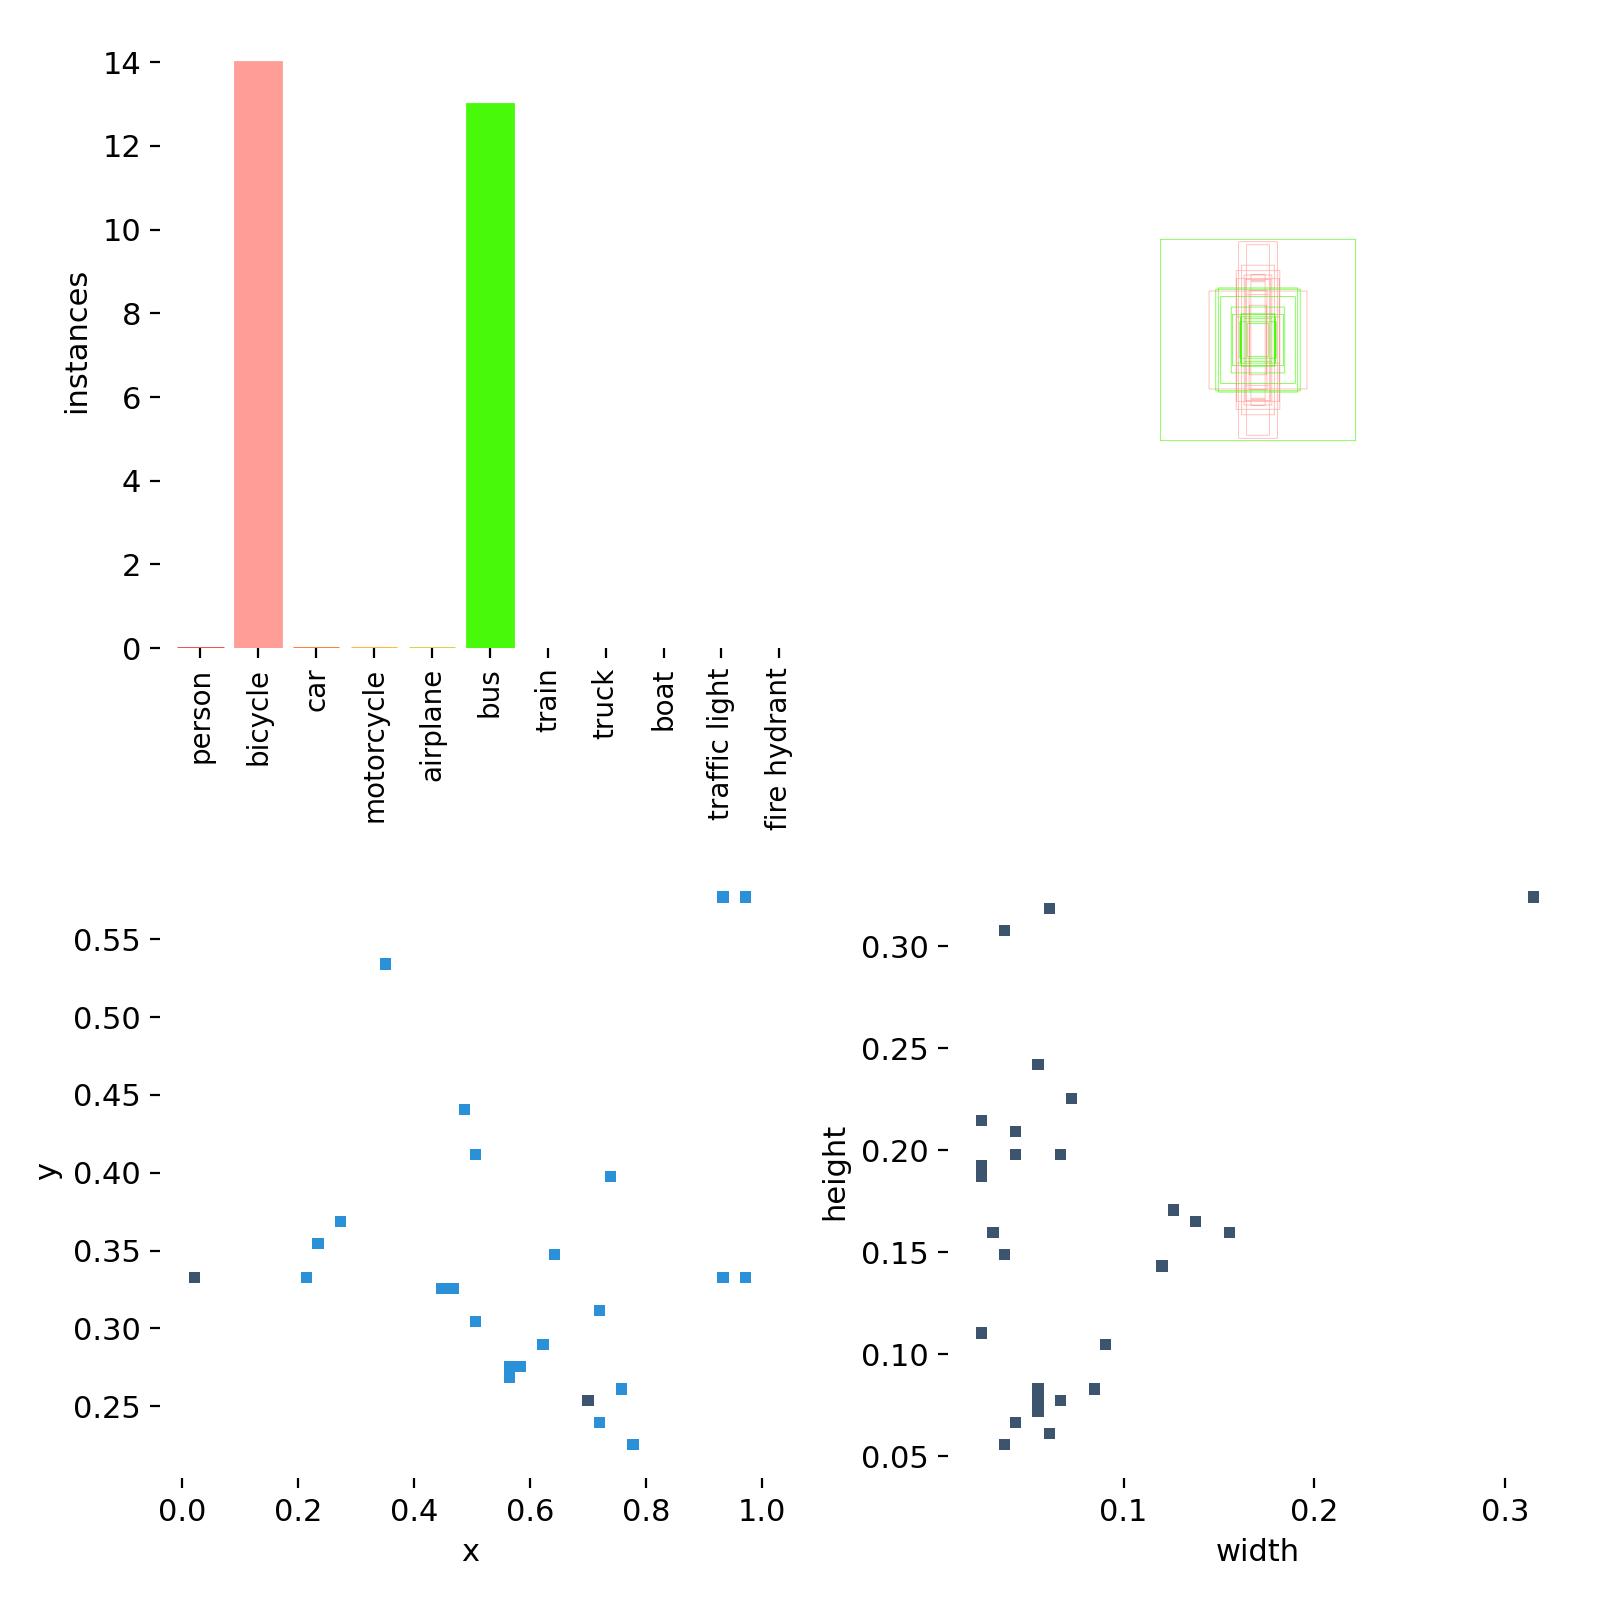 14
12
10
8
6
4
2
0
instances
person
bicycle
car
motorcycle
airplane
bus
train
truck
boat
traffic light
fire hydrant
0.55
0.50
0.45
0.40
0.35
0.30
0.25
y
0.0 0.2 0.4 0.6 0.8 1.0
x
0.30
0.25
0.20
0.15
0.10
0.05
height
0.1 0.2 0.3
width